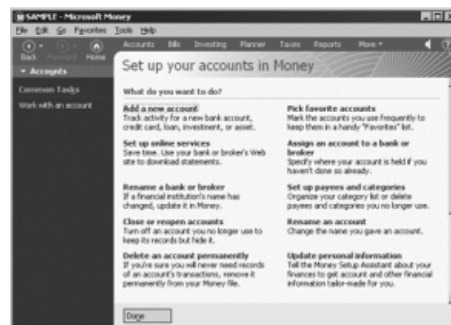 SAMPLE - Microsoft Money
File Edit Go Favorites Tools Help
Back Forward Home
Accounts Bills Investing Planner Taxes Reports More
Accounts
Set up your accounts in Money
Common Tasks
Work with an account
What do you want to do?
Add a new account
Track activity for a new bank account,
credit card, loan, investment, or asset.
Set up online services
Save time. Use your bank or broker's Web
site to download statements.
Rename a bank or broker
If a financial institution's name has
changed, update it in Money.
Close or reopen accounts
Turn off an account you no longer use to
keep its records but hide it.
Delete an account permanently
If you're sure you will never need records
of an account's transactions, remove it
permanently from your Money file.
Pick favorite accounts
Mark the accounts you use frequently to
keep them in a handy "Favorites" list.
Assign an account to a bank or
broker
Specify where your account is held if you
haven't done so already.
Set up payees and categories
Organize your category list or delete
payees and categories you no longer use.
Rename an account
Change the name you gave an account.
Update personal information
Tell the Money Setup Assistant about your
finances to get account and other financial
information tailor-made for you.
Done